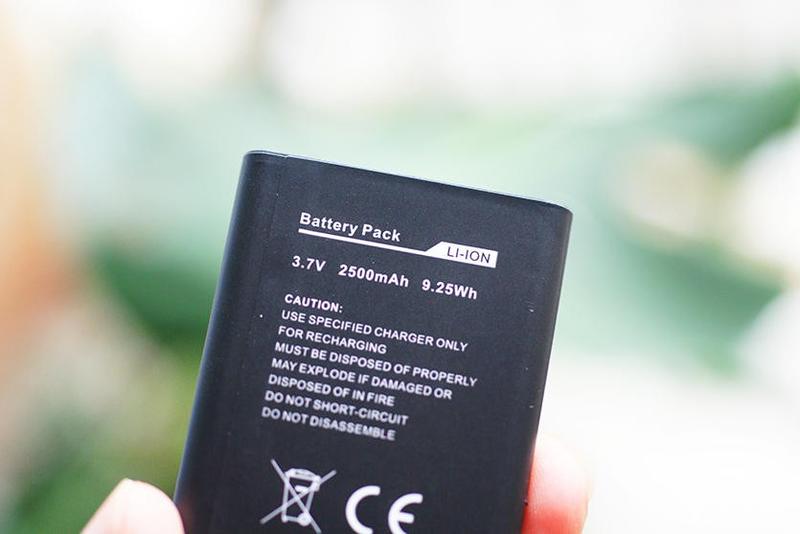 Battery Pack
LI-ION
3.7V 2500mAh 9.25Wh
CAUTION:
USE SPECIFIED CHARGER ONLY
FOR RECHARGING
MUST BE DISPOSED OF PROPERLY
MAY EXPLODE IF DAMAGED OR
DISPOSED OF IN FIRE
DO NOT SHORT-CIRCUIT
DO NOT DISASSEMBLE
CE